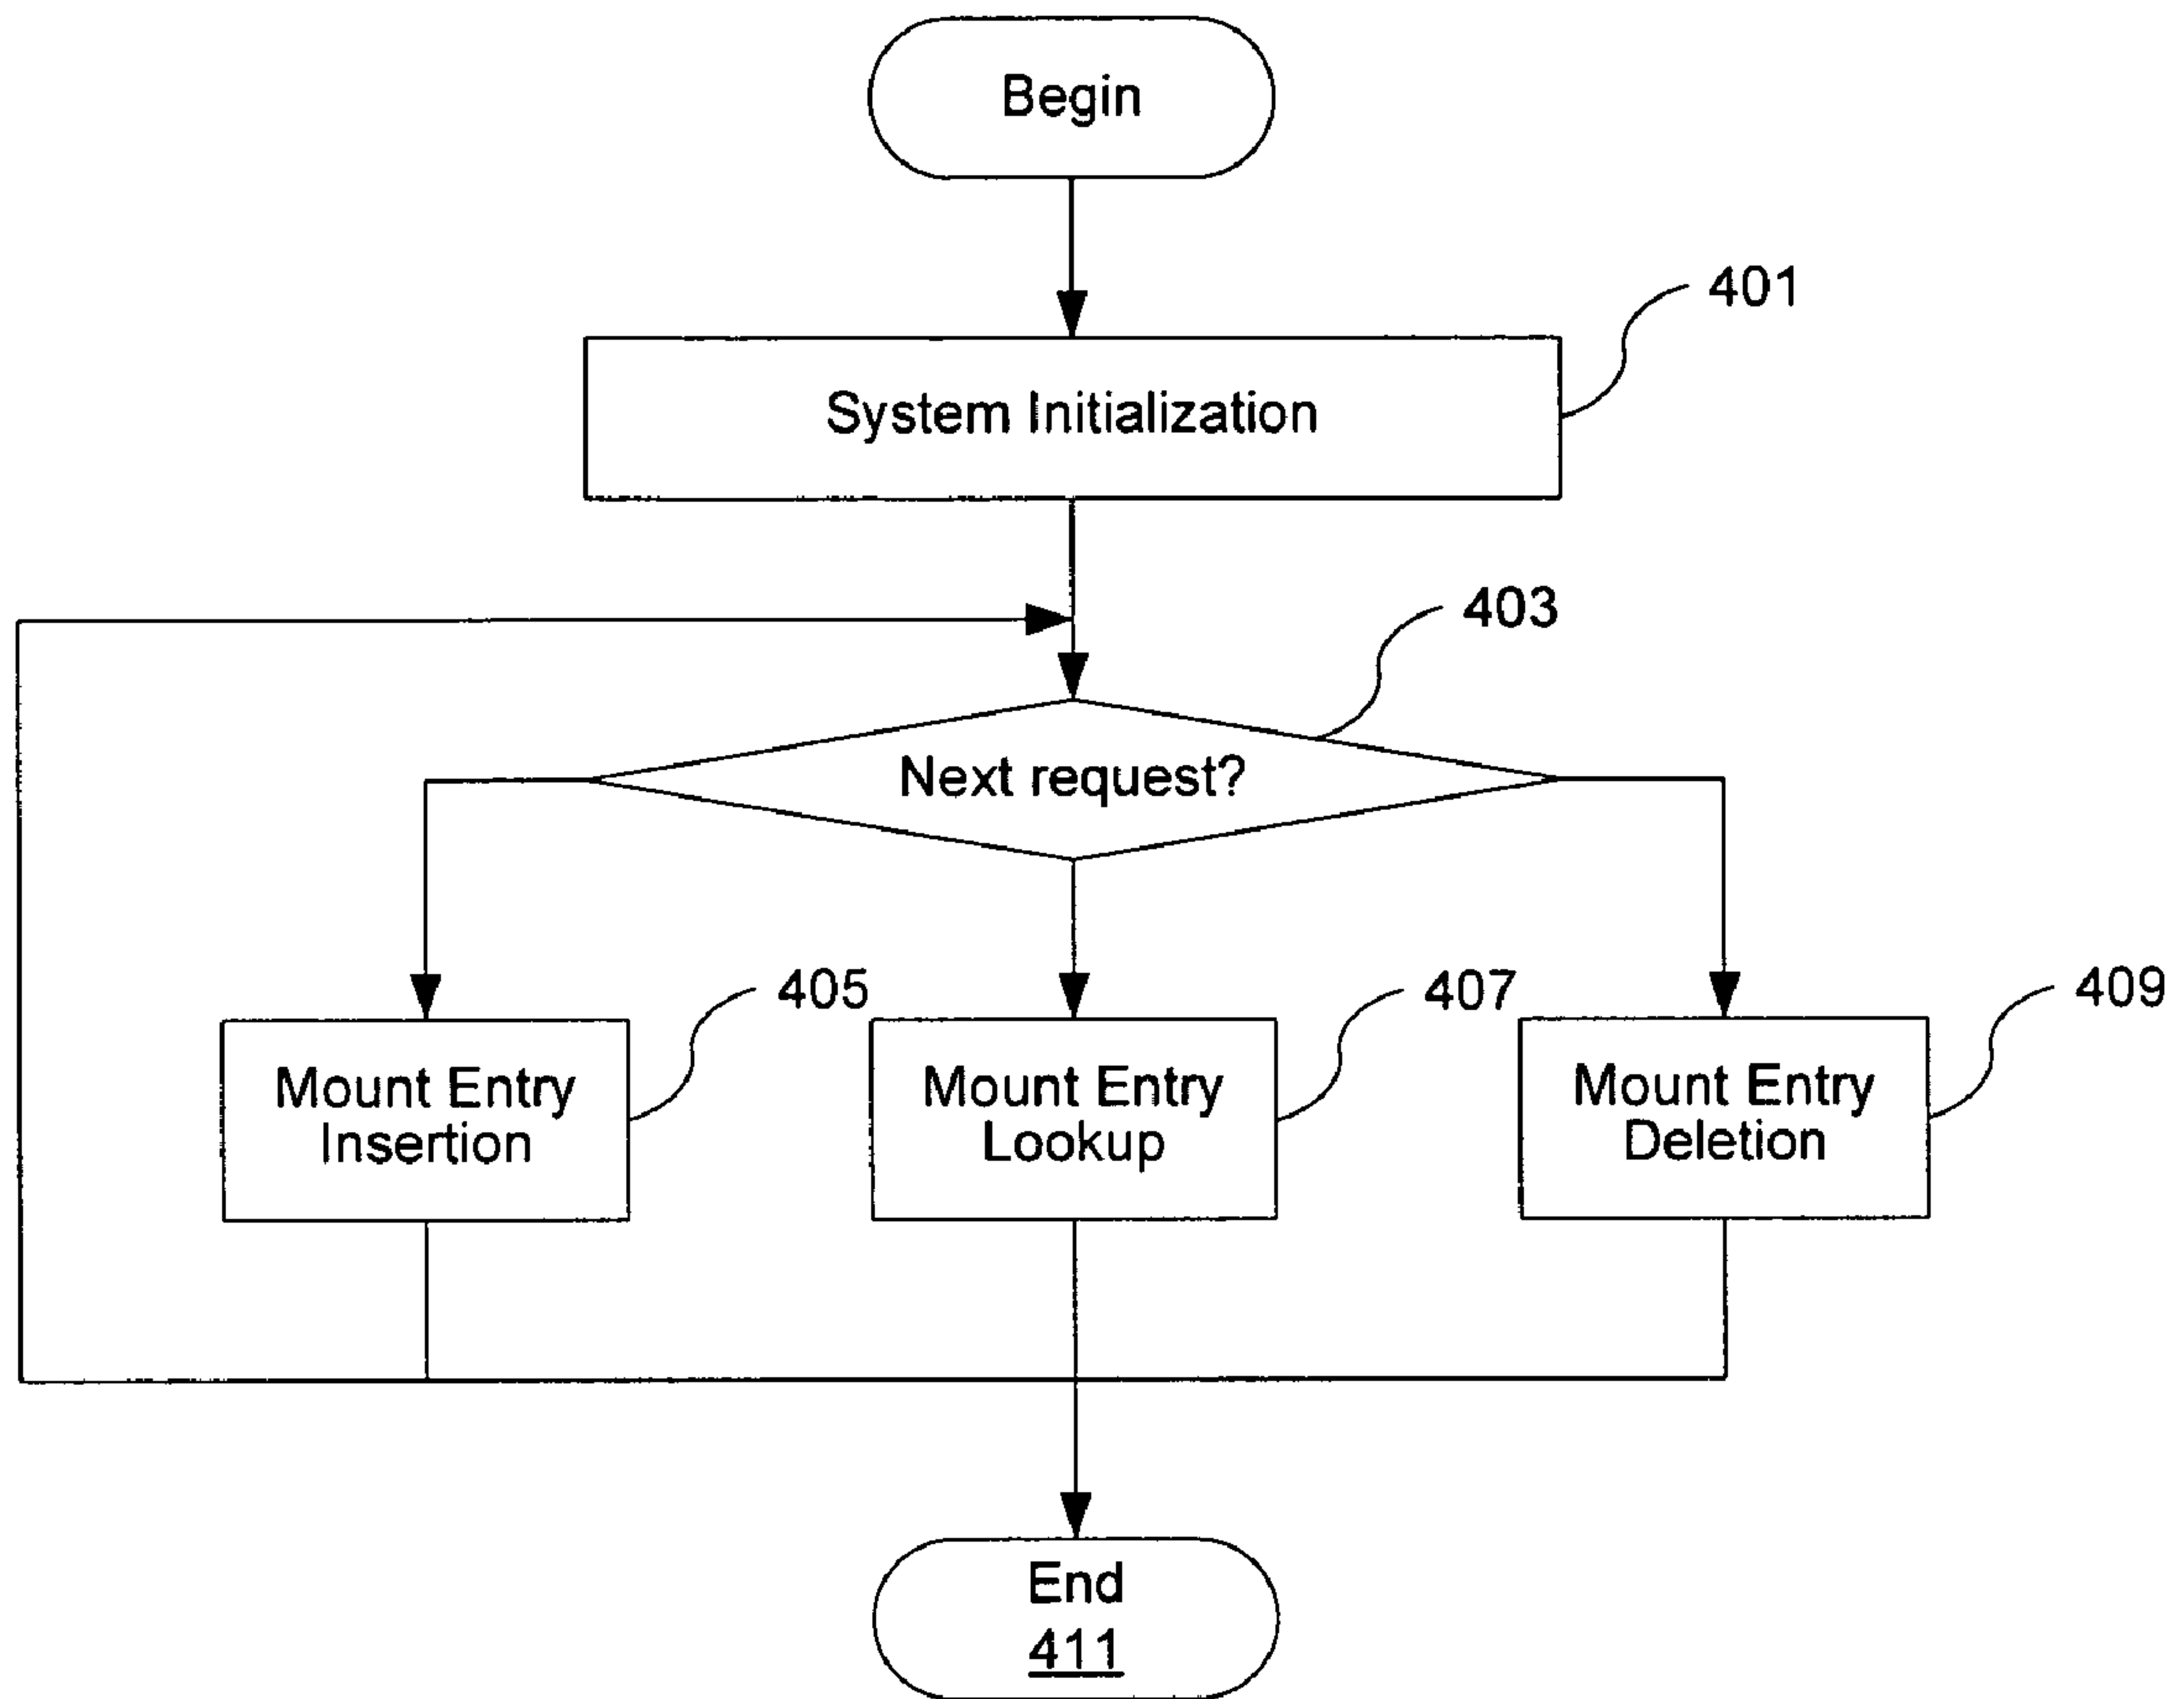 Begin
401
System Initialization
403
Next request?
405
407
409
Mount Entry
Insertion
Mount Entry
Lookup
Mount Entry
Deletion
End
411